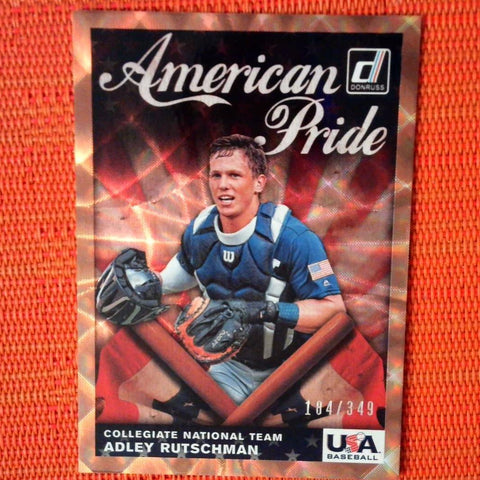 American
Pride
d
DONRUSS
W
184/349
COLLEGIATE NATIONAL TEAM
ADLEY RUTSCHMAN
USA
BASEBALL